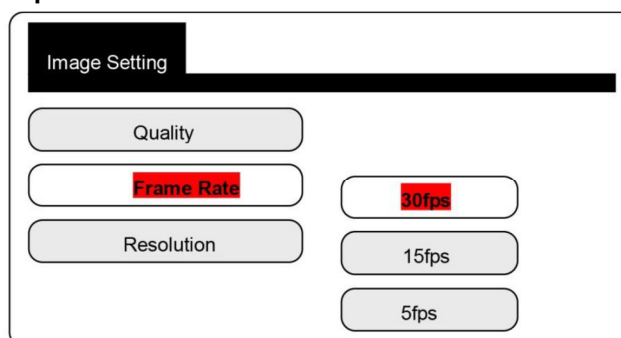 Image Setting
Quality
Frame Rate
30fps
Resolution
15fps
5fps